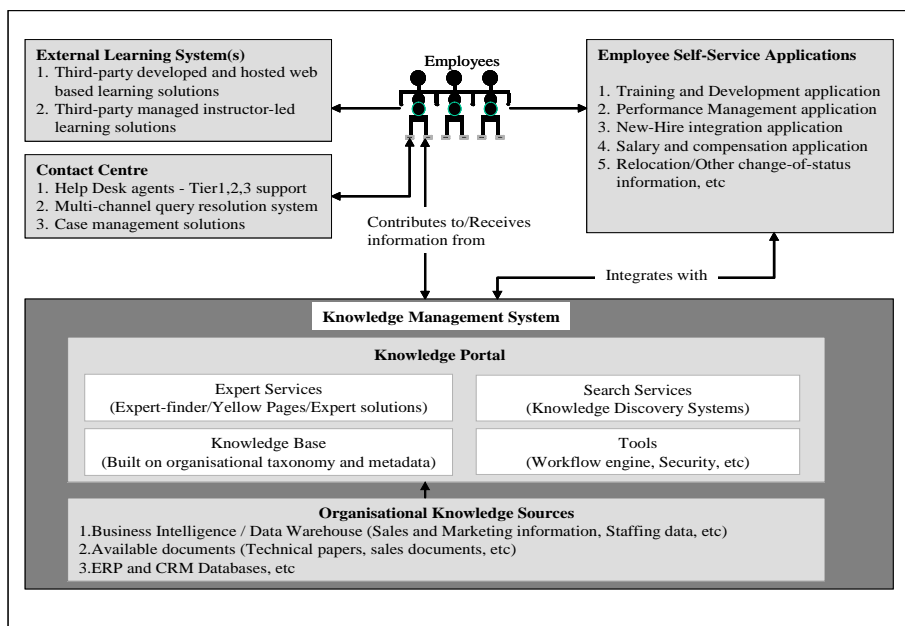 External Learning System(s)
1. Third-party developed and hosted web
based learning solutions
2. Third-party managed instructor-led
learning solutions
Employees
Employee Self-Service Applications
1. Training and Development application
2. Performance Management application
3. New-Hire integration application
4. Salary and compensation application
5. Relocation/Other change-of-status
information, etc
Contact Centre
1. Help Desk agents - Tier1,2,3 support
2. Multi-channel query resolution system
3. Case management solutions
Contributes to/Receives
information from
Integrates with
Knowledge Management System
Knowledge Portal
Expert Services
(Expert-finder/Yellow Pages/Expert solutions)
Search Services
(Knowledge Discovery Systems)
Knowledge Base
(Built on organisational taxonomy and metadata)
Tools
(Workflow engine, Security, etc)
Organisational Knowledge Sources
1.Business Intelligence / Data Warehouse (Sales and Marketing information, Staffing data, etc)
2.Available documents (Technical papers, sales documents, etc)
3.ERP and CRM Databases, etc